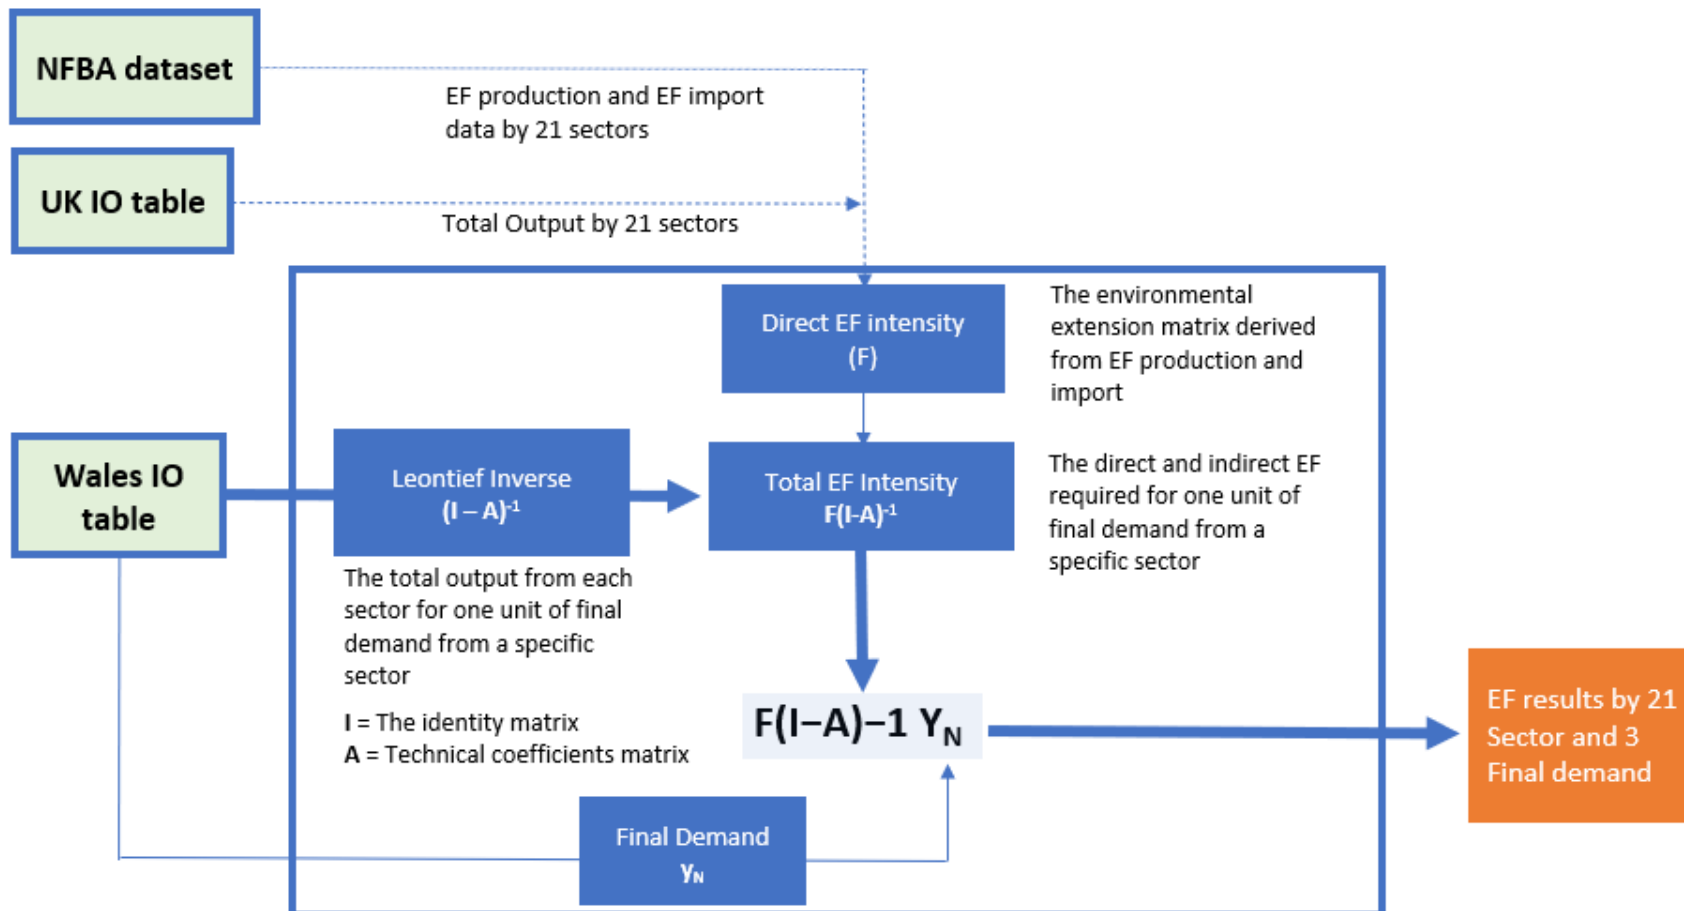 NFBA dataset
EF production and EF import
data by 21 sectors
UK IO table
Total Output by 21 sectors
Direct EF intensity
(F)
The environmental
extension matrix derived
from EF production and
import
Wales IO
table
Leontief Inverse
(I – A)⁻¹
Total EF Intensity
F(I-A)⁻¹
The direct and indirect EF
required for one unit of
final demand from a
specific sector
The total output from each
sector for one unit of final
demand from a specific
sector
I = The identity matrix
A = Technical coefficients matrix
F(I–A)–1 Y_N
EF results by 21
Sector and 3
Final demand
Final Demand
y_N